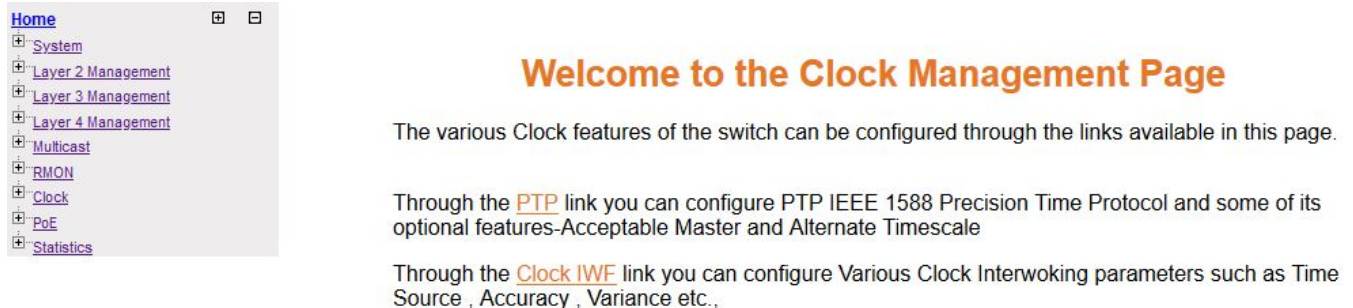 Home
System
Layer 2 Management
Layer 3 Management
Layer 4 Management
Multicast
RMON
Clock
PoE
Statistics
Welcome to the Clock Management Page
The various Clock features of the switch can be configured through the links available in this page.
Through the PTP link you can configure PTP IEEE 1588 Precision Time Protocol and some of its
optional features-Acceptable Master and Alternate Timescale
Through the Clock IWF link you can configure Various Clock Interwoking parameters such as Time
Source , Accuracy , Variance etc.,